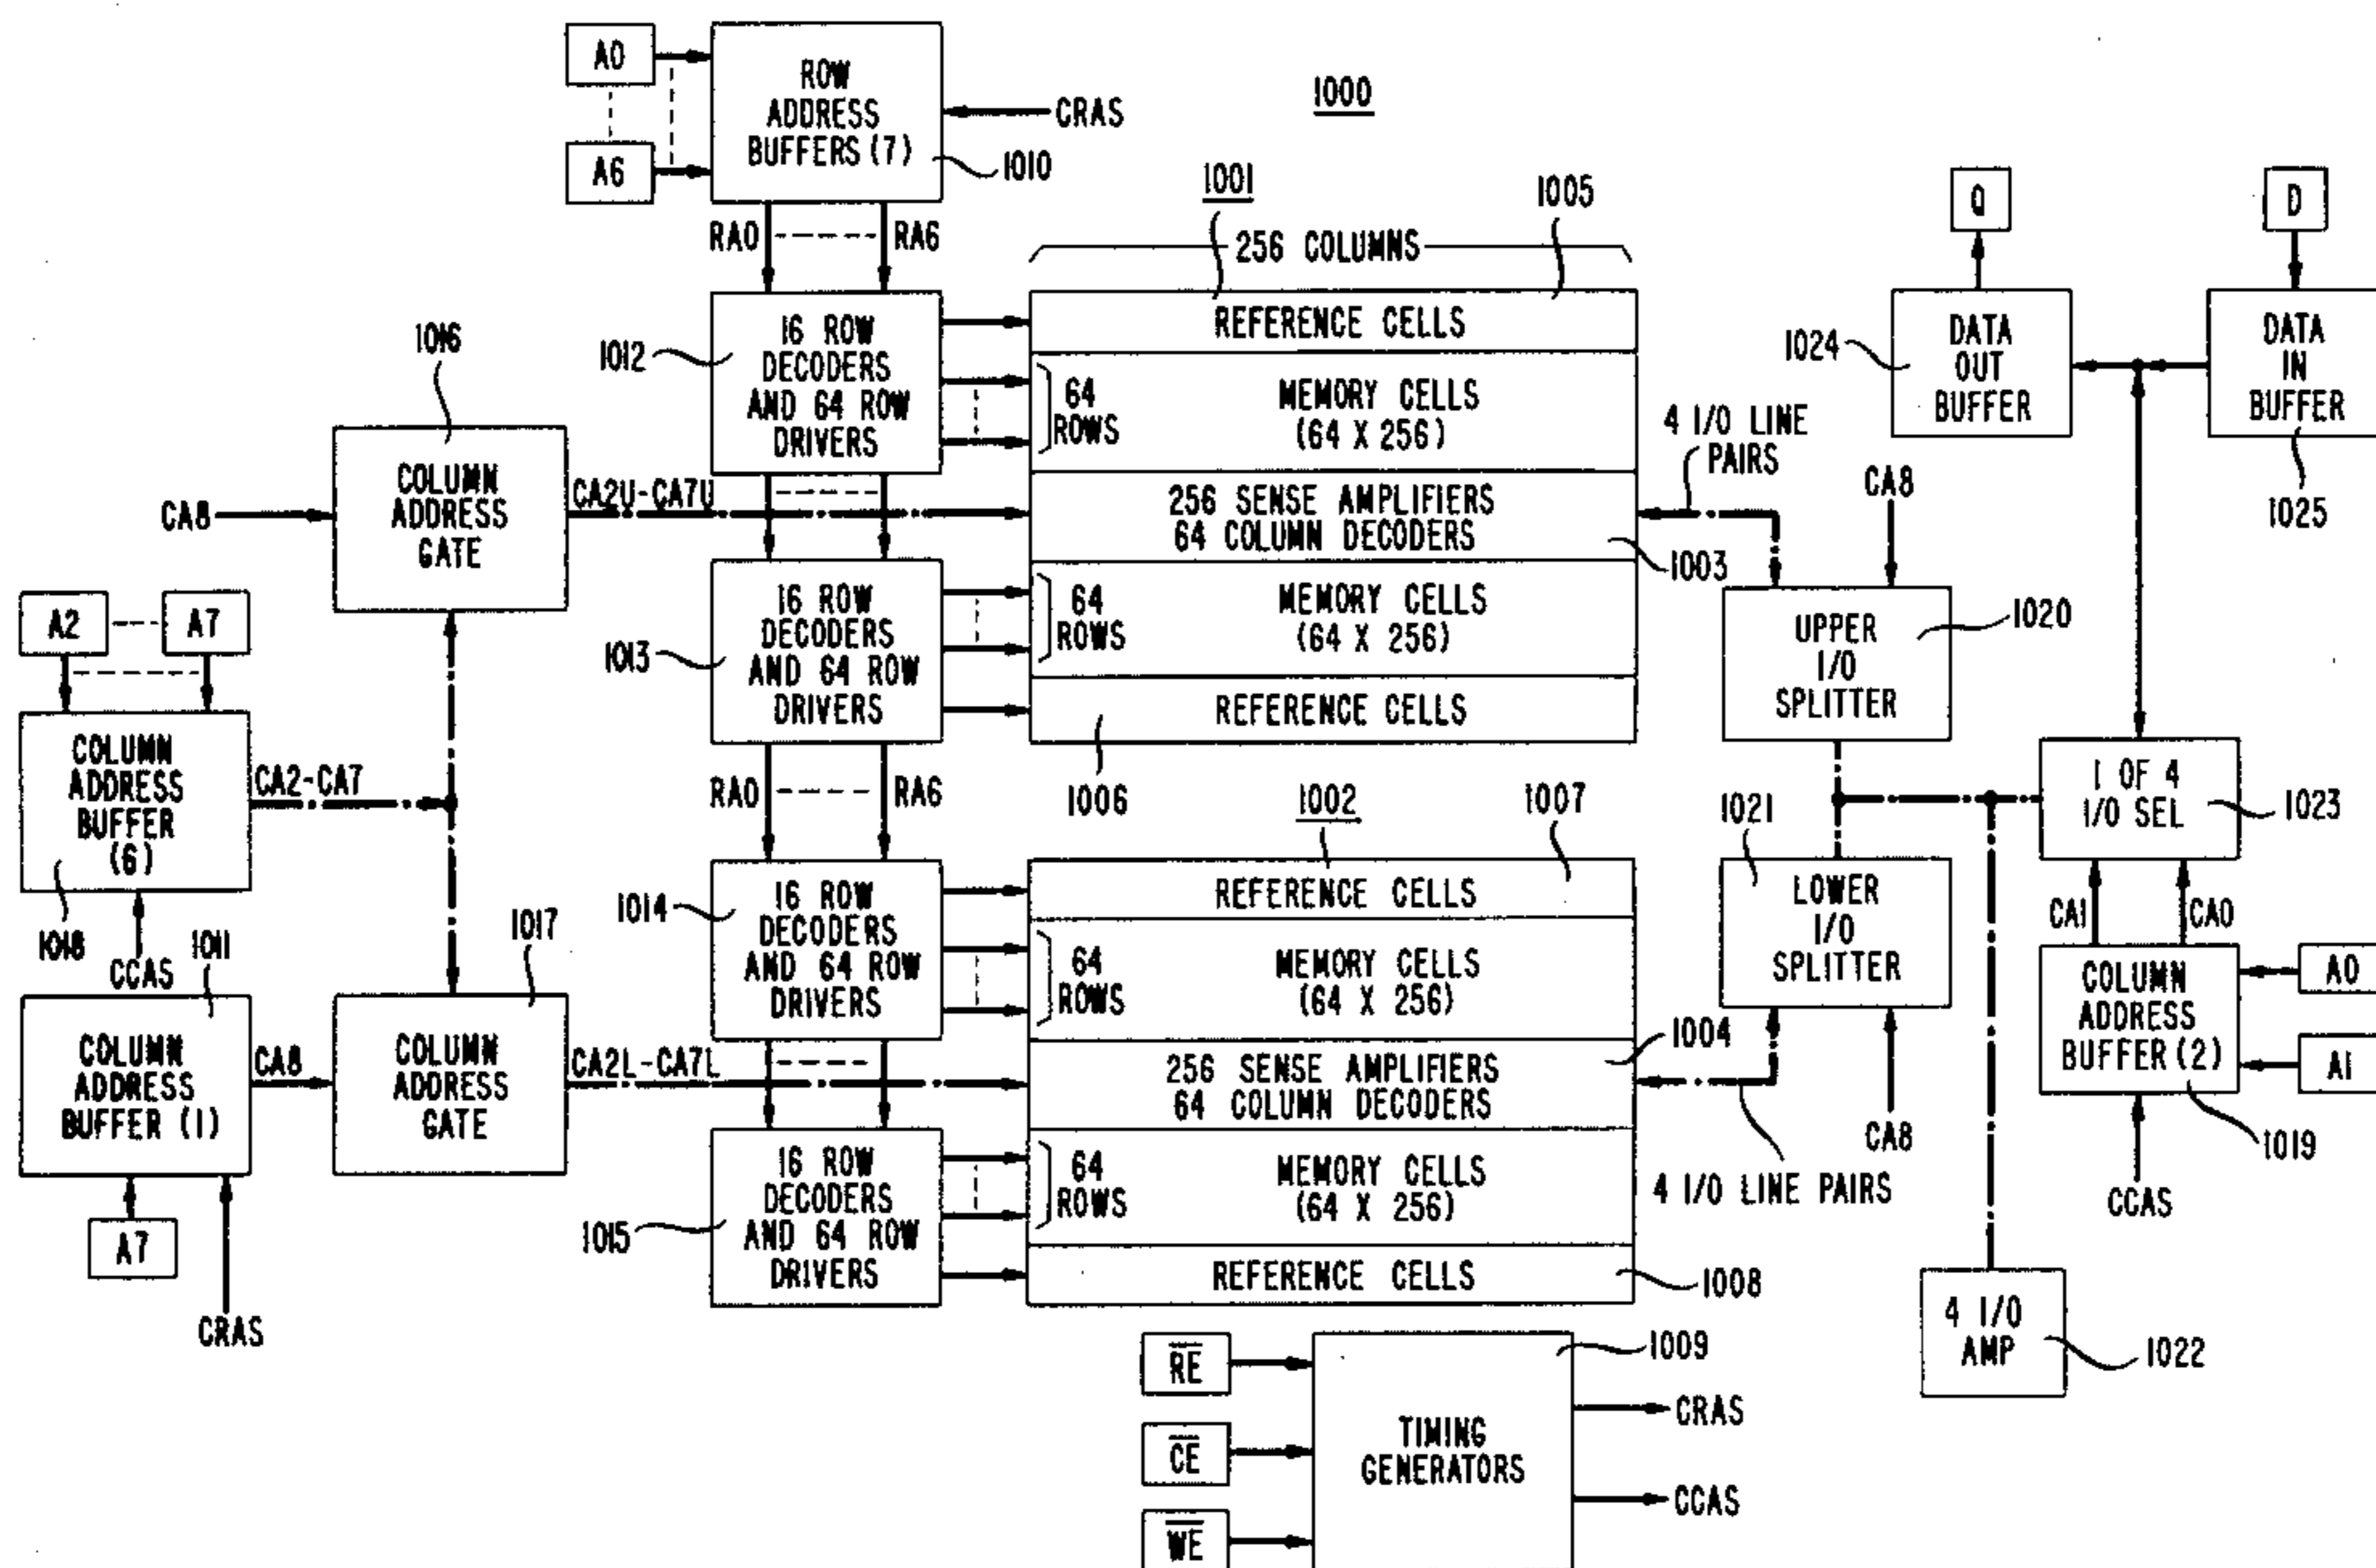 A0
A6
ROW
ADDRESS
BUFFERS (7)
CRAS
1010
1000
RA0
RA6
1001
1005
256 COLUMNS
Q
D
1016
1012
16 ROW
DECODERS
AND 64 ROW
DRIVERS
REFERENCE CELLS
64
ROWS
MEMORY CELLS
(64 X 256)
1024
DATA
OUT
BUFFER
DATA
IN
BUFFER
1025
COLUMN
ADDRESS
GATE
CA8
CA2U-CA7U
256 SENSE AMPLIFIERS
64 COLUMN DECODERS
4 I/O LINE
PAIRS
CA8
1003
A2
A7
1013
16 ROW
DECODERS
AND 64 ROW
DRIVERS
64
ROWS
MEMORY CELLS
(64 X 256)
REFERENCE CELLS
1006
UPPER
I/O
SPLITTER
1020
COLUMN
ADDRESS
BUFFER
(6)
CA2-CA7
1018
CCAS
RA0
RA6
1002
1007
1 OF 4
I/O SEL
1023
1021
1011
1017
1014
16 ROW
DECODERS
AND 64 ROW
DRIVERS
REFERENCE CELLS
64
ROWS
MEMORY CELLS
(64 X 256)
LOWER
I/O
SPLITTER
CA1
CA0
COLUMN
ADDRESS
BUFFER (2)
A0
A1
1019
CCAS
COLUMN
ADDRESS
BUFFER (1)
CA8
COLUMN
ADDRESS
GATE
CA2L-CA7L
256 SENSE AMPLIFIERS
64 COLUMN DECODERS
1004
CA8
4 I/O LINE PAIRS
A7
CRAS
1015
16 ROW
DECODERS
AND 64 ROW
DRIVERS
64
ROWS
MEMORY CELLS
(64 X 256)
REFERENCE CELLS
1008
4 I/O
AMP
1022
RE
CE
WE
TIMING
GENERATORS
1009
CRAS
CCAS